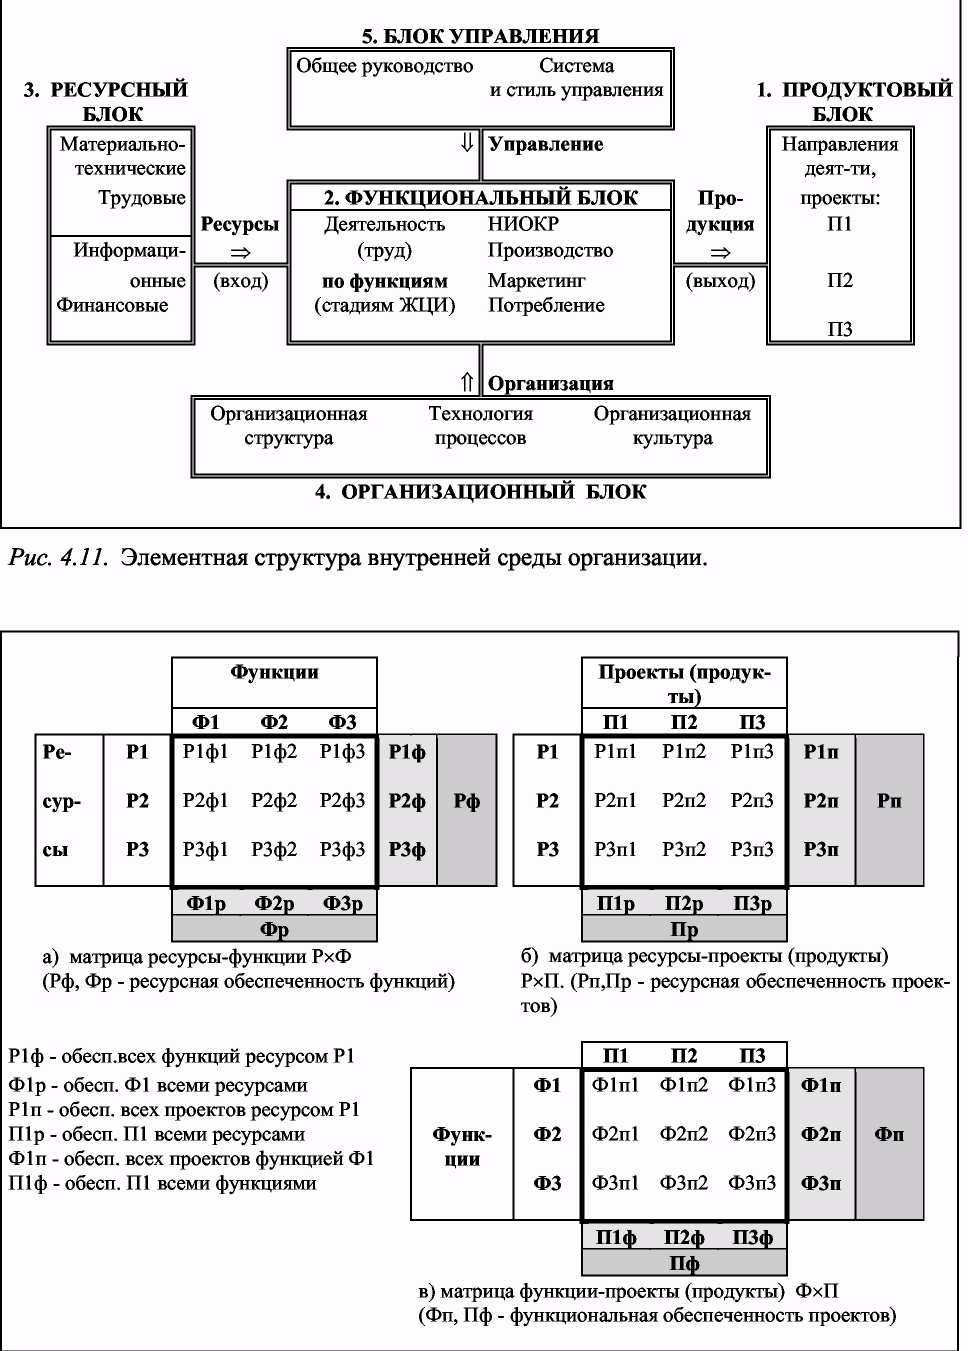 5. БЛОК УПРАВЛЕНИЯ
Общее руководство Система
и стиль управления
3. РЕСУРСНЫЙ
БЛОК
1. ПРОДУКТОВЫЙ
БЛОК
Материально-
технические
Трудовые
Информаци-
онные
Финансовые
⇓ Управление
Ресурсы
⇒
(вход)
2. ФУНКЦИОНАЛЬНЫЙ БЛОК
Деятельность НИОКР
(труд) Производство
по функциям Маркетинг
(стадиям ЖЦИ) Потребление
Про-
дукция
⇒
(выход)
Направления
деят-ти,
проекты:
П1
П2
П3
⇑ Организация
Организационная Технология Организационная
структура процессов культура
4. ОРГАНИЗАЦИОННЫЙ БЛОК
Рис. 4.11. Элементная структура внутренней среды организации.
Функции
Ф1 Ф2 Ф3
Ре- Р1 Р1ф1 Р1ф2 Р1ф3 Р1ф
сур- Р2 Р2ф1 Р2ф2 Р2ф3 Р2ф Рф
сы Р3 Р3ф1 Р3ф2 Р3ф3 Р3ф
Ф1р Ф2р Ф3р
Фр
а) матрица ресурсы-функции Р×Ф
(Рф, Фр - ресурсная обеспеченность функций)
Проекты (продук-
ты)
П1 П2 П3
Р1 Р1п1 Р1п2 Р1п3 Р1п
Р2 Р2п1 Р2п2 Р2п3 Р2п Рп
Р3 Р3п1 Р3п2 Р3п3 Р3п
П1р П2р П3р
Пр
б) матрица ресурсы-проекты (продукты)
Р×П. (Рп,Пр - ресурсная обеспеченность проек-
тов)
Р1ф - обесп.всех функций ресурсом Р1
Ф1р - обесп. Ф1 всеми ресурсами
Р1п - обесп. всех проектов ресурсом Р1
П1р - обесп. П1 всеми ресурсами
Ф1п - обесп. всех проектов функцией Ф1
П1ф - обесп. П1 всеми функциями
П1 П2 П3
Ф1 Ф1п1 Ф1п2 Ф1п3 Ф1п
Функ- Ф2 Ф2п1 Ф2п2 Ф2п3 Ф2п Фп
ции
Ф3 Ф3п1 Ф3п2 Ф3п3 Ф3п
П1ф П2ф П3ф
Пф
в) матрица функции-проекты (продукты) Ф×П
(Фп, Пф - функциональная обеспеченность проектов)